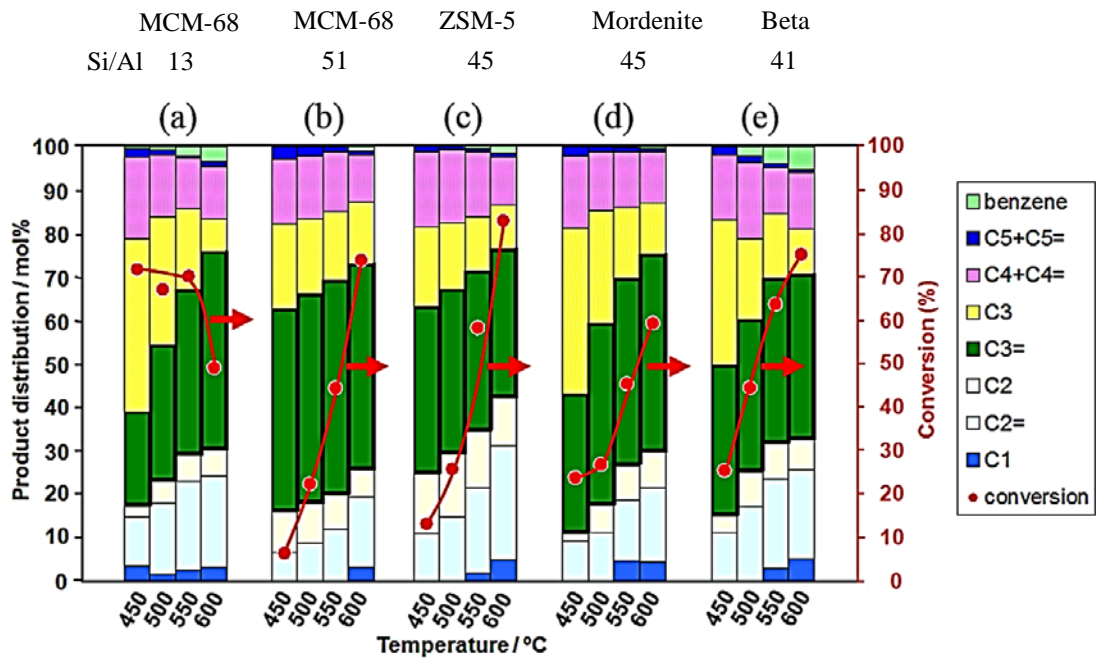 MCM-68 MCM-68 ZSM-5 Mordenite Beta
Si/Al 13 51 45 45 41
(a) (b) (c) (d) (e)
Product distribution / mol%
100
90
80
70
60
50
40
30
20
10
0
450 500 550 600 450 500 550 600 450 500 550 600 450 500 550 600 450 500 550 600
Temperature / ºC
100
90
80
70
60
50
40
30
20
10
0
Conversion (%)
benzene
C5+C5=
C4+C4=
C3
C3=
C2
C2=
C1
conversion